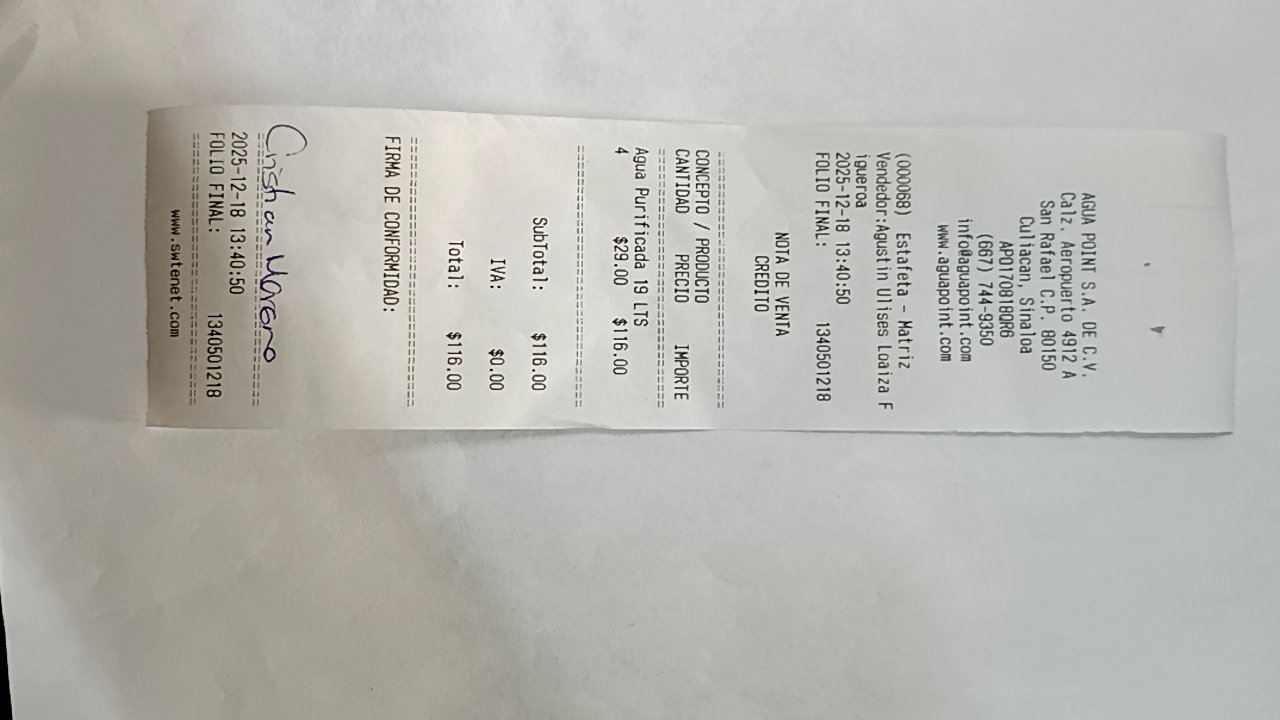 AGUA POINT S.A. DE C.V.
Calz. Aeropuerto 4912 A
San Rafael C.P. 80150
Culiacan, Sinaloa
APO170818QR6
(667) 744-9350
info@aguapoint.com
www.aguapoint.com
(000068) Estafeta - Matriz
Vendedor:Agustin Ulises Loaiza F
igueroa
2025-12-18 13:40:50
FOLIO FINAL: 1340501218
NOTA DE VENTA
CREDITO
--------------------------------
CONCEPTO / PRODUCTO
CANTIDAD PRECIO IMPORTE
--------------------------------
Agua Purificada 19 LTS
4 $29.00 $116.00
--------------------------------
SubTotal: $116.00
IVA: $0.00
Total: $116.00
--------------------------------
FIRMA DE CONFORMIDAD:
Cristian Moreno
--------------------------------
2025-12-18 13:40:50
FOLIO FINAL: 1340501218
--------------------------------
www.swtenet.com